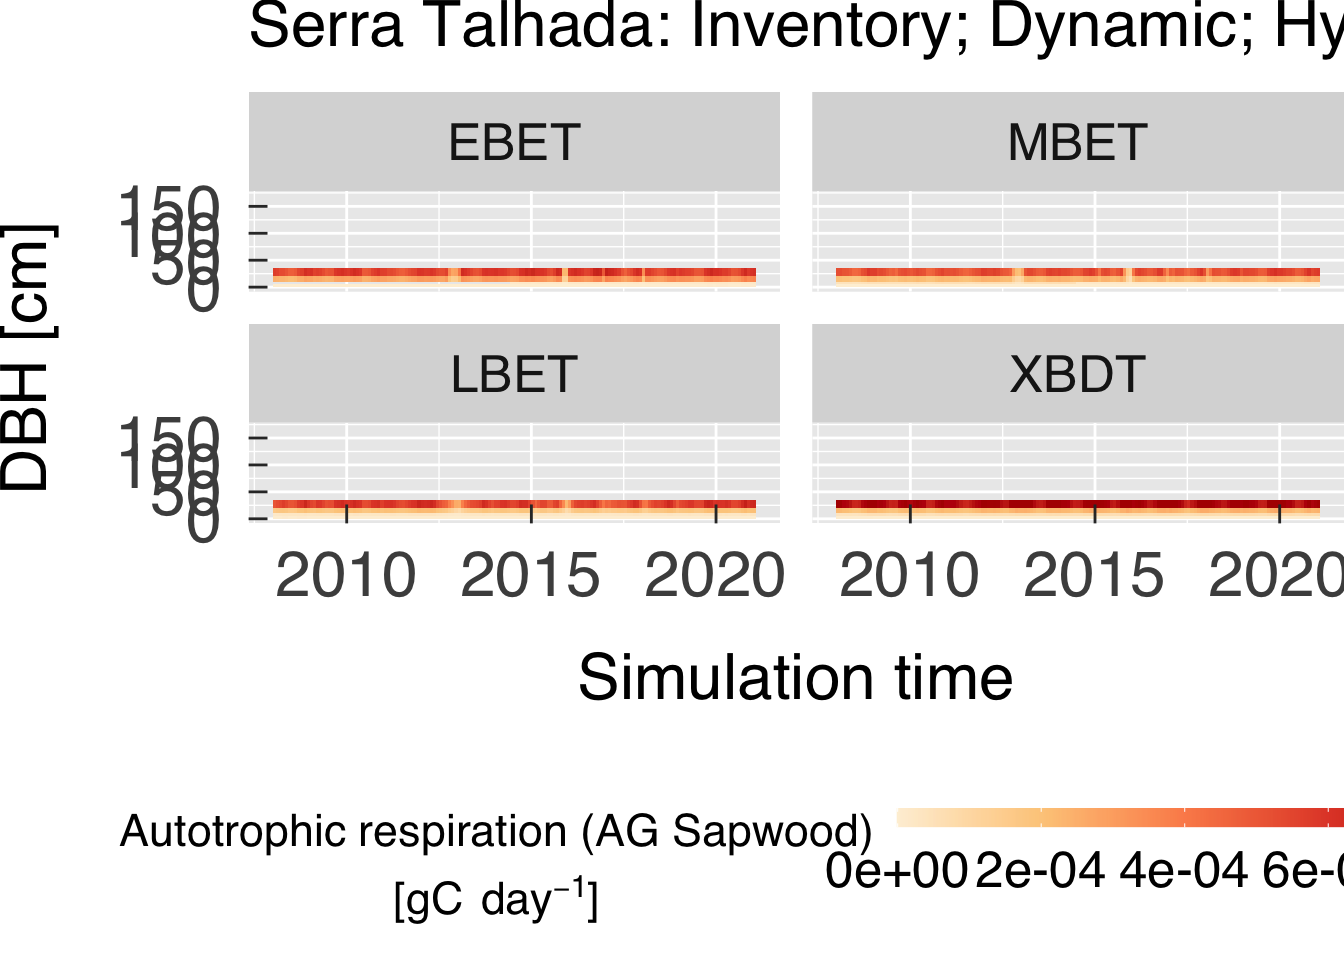 Serra Talhada: Inventory; Dynamic; Hy
EBET MBET
150
100
50
0
LBET XBDT
150
100
50
0
2010 2015 2020 2010 2015 2020
DBH [cm]
Simulation time
Autotrophic respiration (AG Sapwood)
[gC day⁻¹]
0e+00 2e-04 4e-04 6e-0